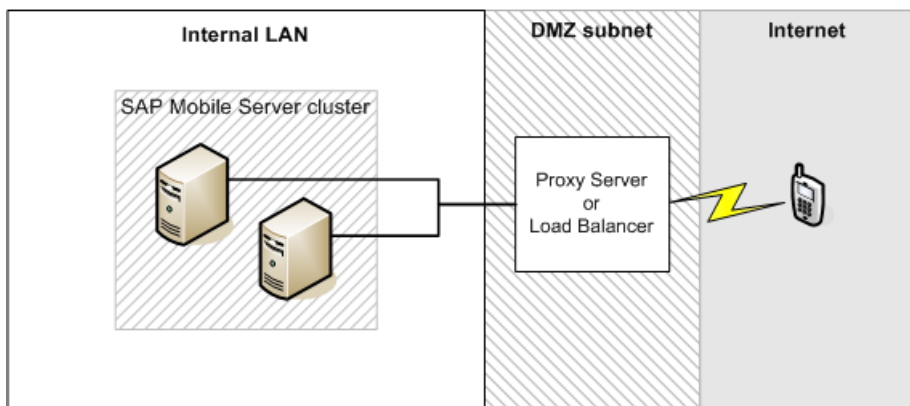 Internal LAN
DMZ subnet
Internet
SAP Mobile Server cluster
Proxy Server
or
Load Balancer